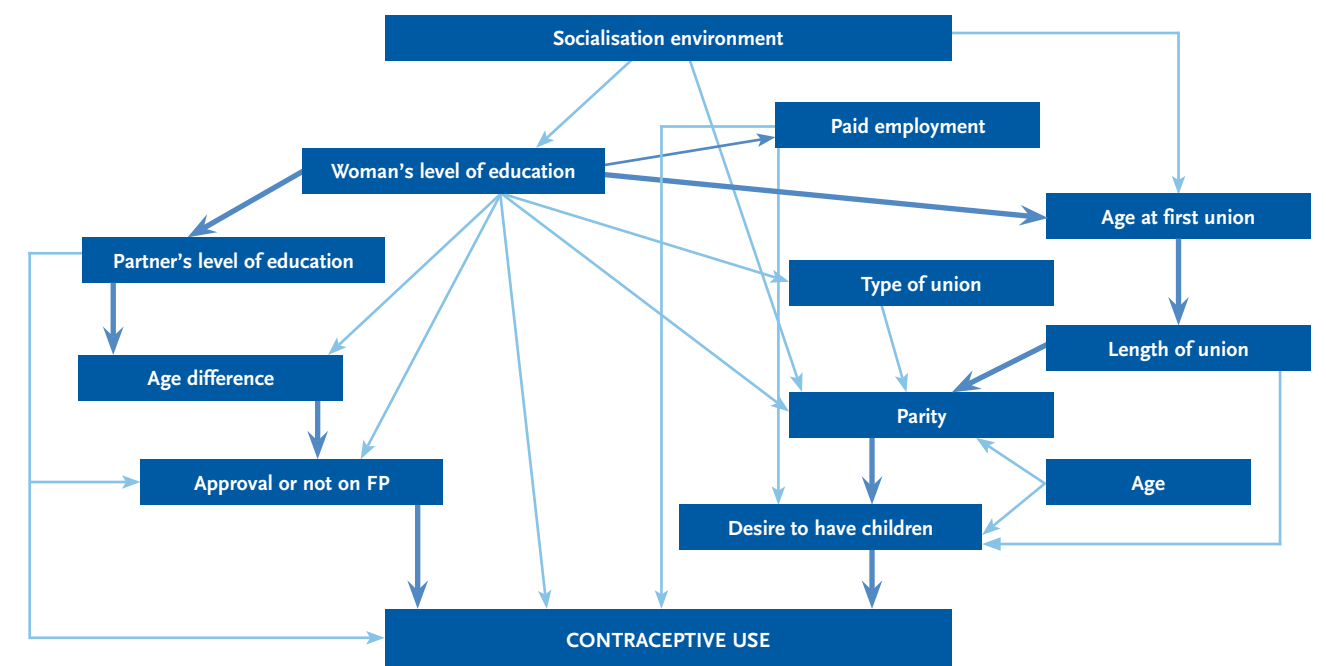 Socialisation environment
Paid employment
Woman’s level of education
Age at first union
Partner’s level of education
Type of union
Length of union
Age difference
Parity
Approval or not on FP
Age
Desire to have children
CONTRACEPTIVE USE